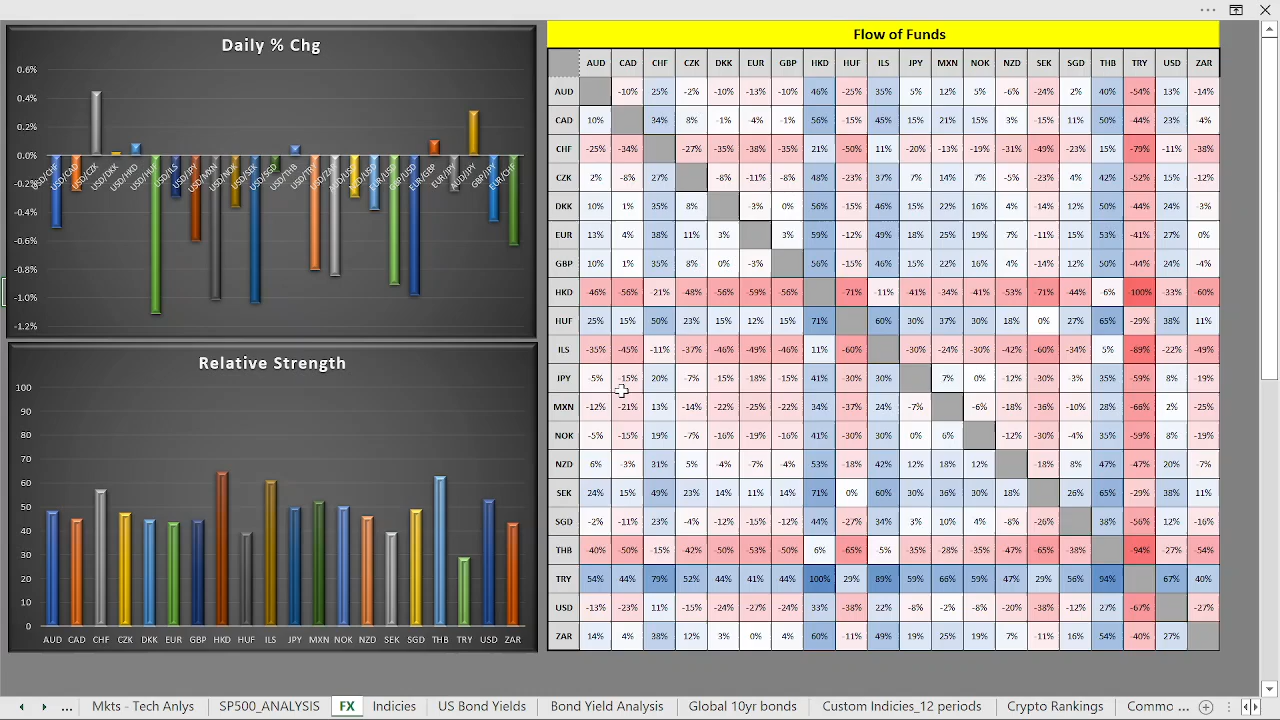 Daily % Chg
0.6%
0.4%
0.2%
0.0%
-0.2%
-0.4%
-0.6%
-0.8%
-1.0%
-1.2%
USD/CAD USD/CZK USD/HKD USD/ILS USD/JPY USD/MXN USD/NOK USD/SGD USD/THB USD/TRY USD/ZAR GBP/USD EUR/GBP EUR/JPY EUR/CHF
Relative Strength
100
90
80
70
60
50
40
30
20
10
0
AUD CAD CHF CZK DKK EUR GBP HKD HUF ILS JPY MXN NOK NZD SEK SGD THB TRY USD ZAR
Flow of Funds
AUD CAD CHF CZK DKK EUR GBP HKD HUF ILS JPY MXN NOK NZD SEK SGD THB TRY USD ZAR
AUD -10% 25% -2% -10% -13% -10% 46% -25% 35% 5% 12% 5% -6% -24% 2% 40% -54% 13% -14%
CAD 10% 34% 8% -1% -4% -1% 56% -15% 45% 15% 21% 15% 3% -15% 11% 50% -44% 23% -4%
CHF -25% -34% -27% -35% -38% -35% 21% -50% 11% -20% -13% -19% -31% -49% -23% 15% -79% -11% -38%
CZK 2% -8% 27% -8% -11% -8% 48% -23% 37% 7% 14% 7% -5% -23% 4% 42% -52% 15% -12%
DKK 10% 1% 35% 8% -3% 0% 56% -15% 46% 15% 22% 16% 4% -14% 12% 50% -44% 24% -3%
EUR 13% 4% 38% 11% 3% 3% 59% -12% 49% 18% 25% 19% 7% -11% 15% 53% -41% 27% 0%
GBP 10% 1% 35% 8% 0% -3% 56% -15% 46% 15% 22% 16% 4% -14% 12% 50% -44% 24% -4%
HKD -46% -56% -21% -48% -56% -59% -56% -71% -11% -41% -34% -41% -53% -71% -44% 6% -100% -33% -60%
HUF 25% 15% 50% 23% 15% 12% 15% 71% 60% 30% 37% 30% 18% 0% 27% 65% -29% 38% 11%
ILS -35% -45% -11% -37% -46% -49% -46% 11% -60% -30% -24% -30% -42% -60% -34% 5% -89% -22% -49%
JPY -5% -15% 20% -7% -15% -18% -15% 41% -30% 30% 7% 0% -12% -30% -3% 35% -59% 8% -19%
MXN -12% -21% 13% -14% -22% -25% -22% 34% -37% 24% -7% -6% -18% -36% -10% 28% -66% 2% -25%
NOK -5% -15% 19% -7% -16% -19% -16% 41% -30% 30% 0% 6% -12% -30% -4% 35% -59% 8% -19%
NZD 6% -3% 31% 5% -4% -7% -4% 53% -18% 42% 12% 18% 12% -18% 8% 47% -47% 20% -7%
SEK 24% 15% 49% 23% 14% 11% 14% 71% 0% 60% 30% 36% 30% 18% 26% 65% -29% 38% 11%
SGD -2% -11% 23% -4% -12% -15% -12% 44% -27% 34% 3% 10% 4% -8% -26% 38% -56% 12% -16%
THB -40% -50% -15% -42% -50% -53% -50% 6% -65% -5% -35% -28% -35% -47% -65% -38% -94% -27% -54%
TRY 54% 44% 79% 52% 44% 41% 44% 100% 29% 89% 59% 66% 59% 47% 29% 56% 94% 67% 40%
USD -13% -23% 11% -15% -24% -27% -24% 33% -38% 22% -8% -2% -8% -20% -38% -12% 27% -67% -27%
ZAR 14% 4% 38% 12% 3% 0% 4% 60% -11% 49% 19% 25% 19% 7% -11% 16% 54% -40% 27%
... Mkts - Tech Anlys SP500_ANALYSIS FX Indicies US Bond Yields Bond Yield Analysis Global 10yr bonds Custom Indicies_12 periods Crypto Rankings Commo ...